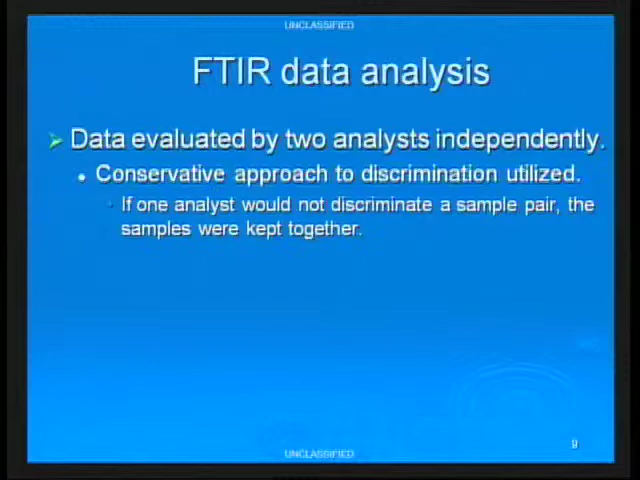 UNCLASSIFIED
FTIR data analysis
Data evaluated by two analysts independently.
Conservative approach to discrimination utilized.
If one analyst would not discriminate a sample pair, the
samples were kept together.
9
UNCLASSIFIED